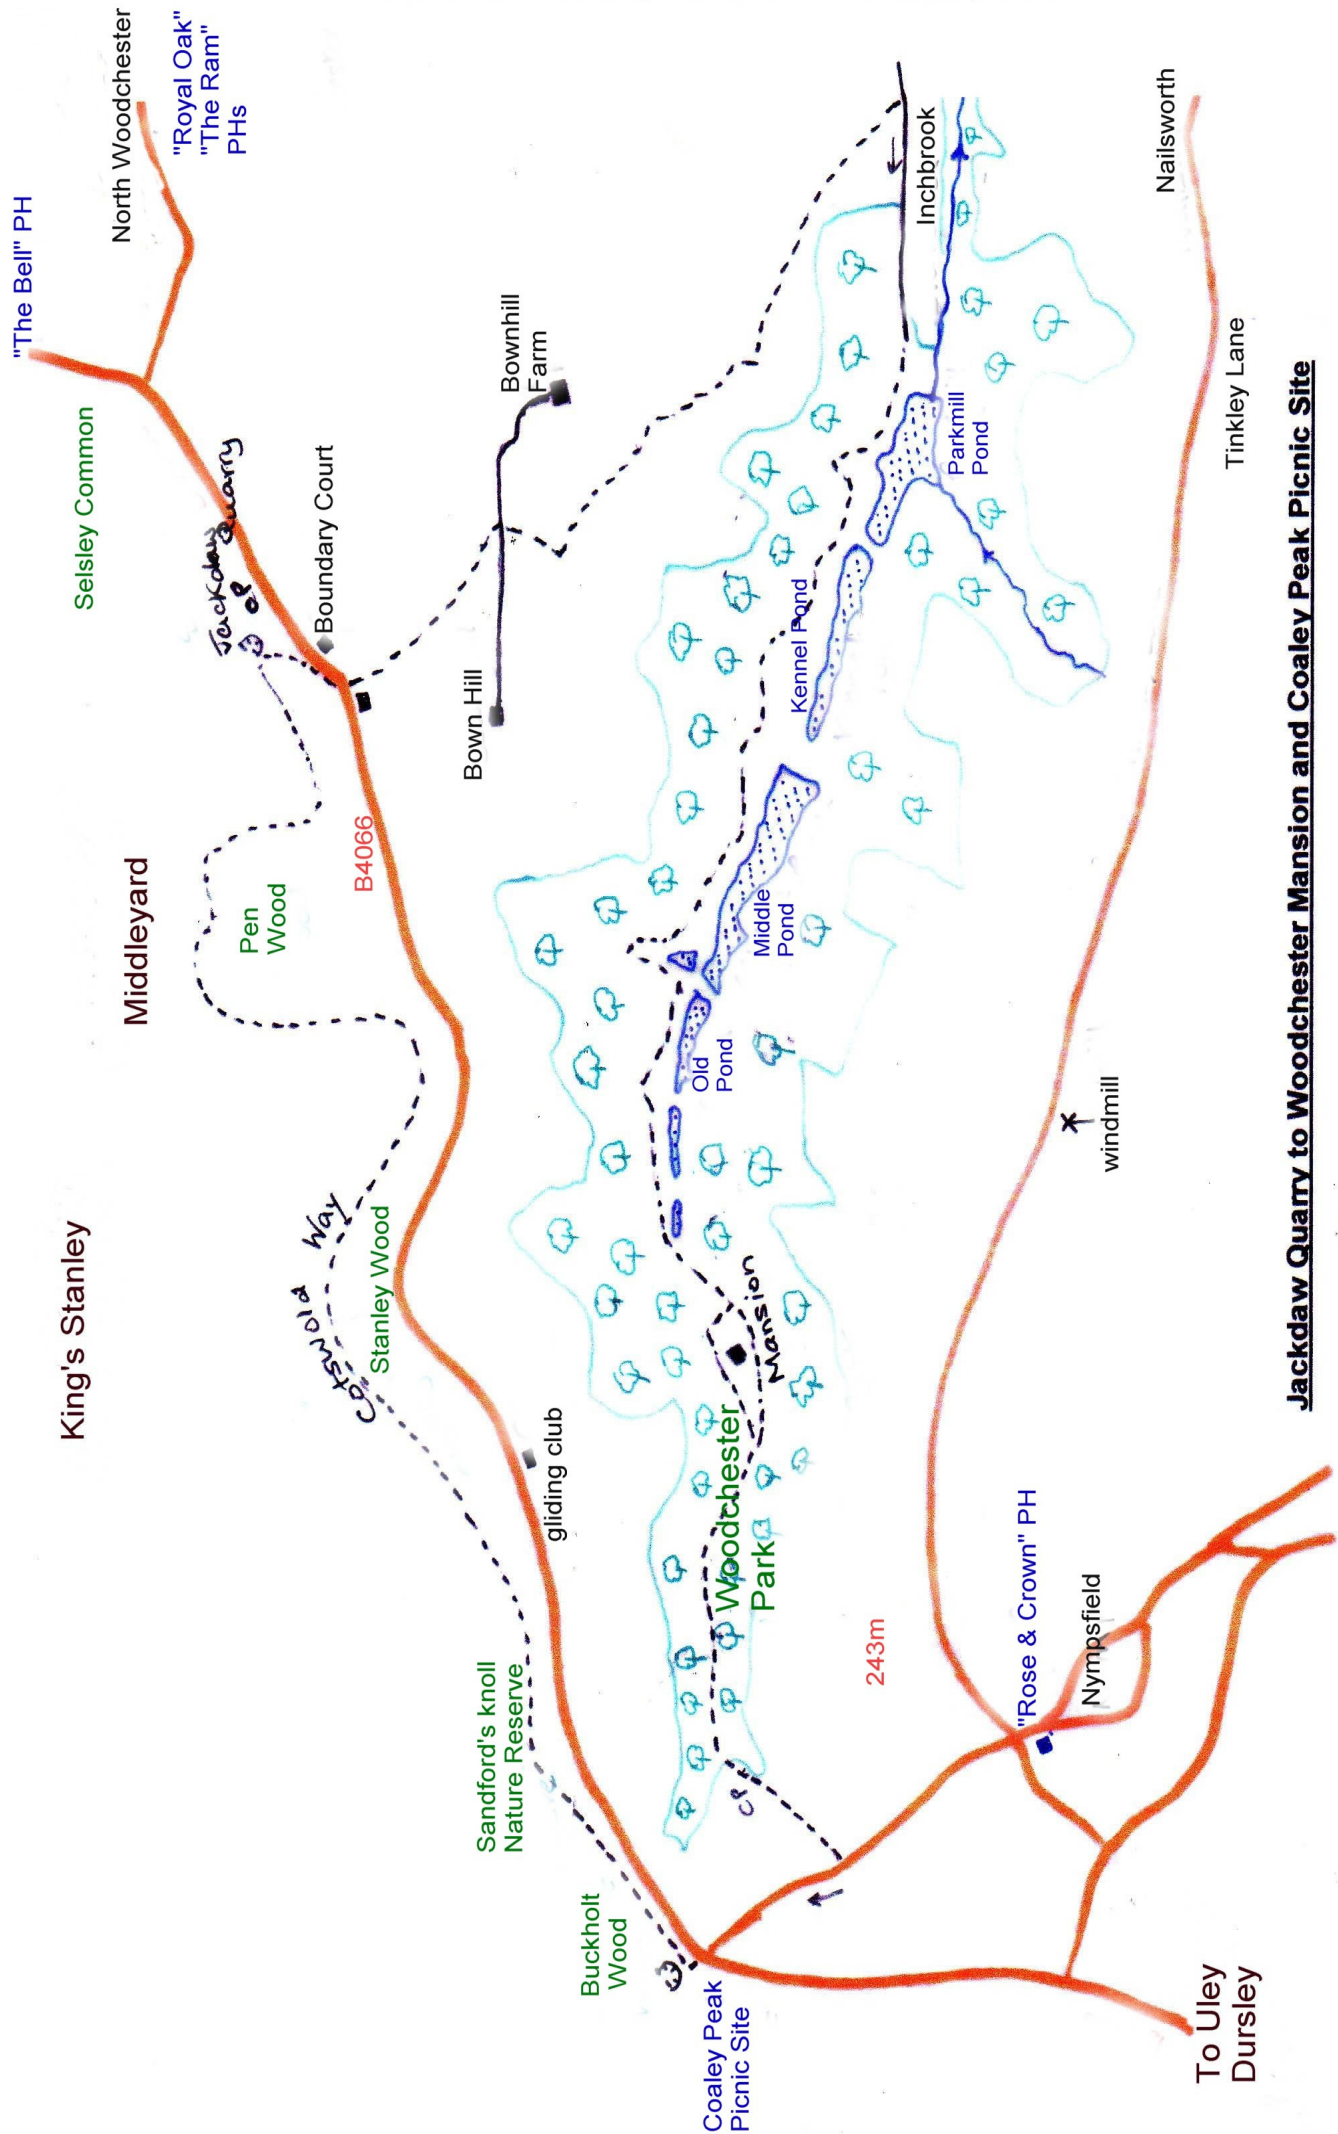 "The Bell" PH
North Woodchester
"Royal Oak"
"The Ram"
PHs
Selsley Common
Jackdaw
Quarry
Boundary Court
Middleyard
Pen
Wood
B4066
King's Stanley
Cotswold Way
Stanley Wood
Bownhill
Farm
Bown Hill
Inchbrook
Nailsworth
Parkmill
Pond
Kennel Pond
Middle
Pond
Old
Pond
Tinkley Lane
windmill
Mansion
Woodchester
Park
gliding club
Sandford's knoll
Nature Reserve
Buckholt
Wood
Coaley Peak
Picnic Site
CP
243m
"Rose & Crown" PH
Nympsfield
To Uley
Dursley
Jackdaw Quarry to Woodchester Mansion and Coaley Peak Picnic Site